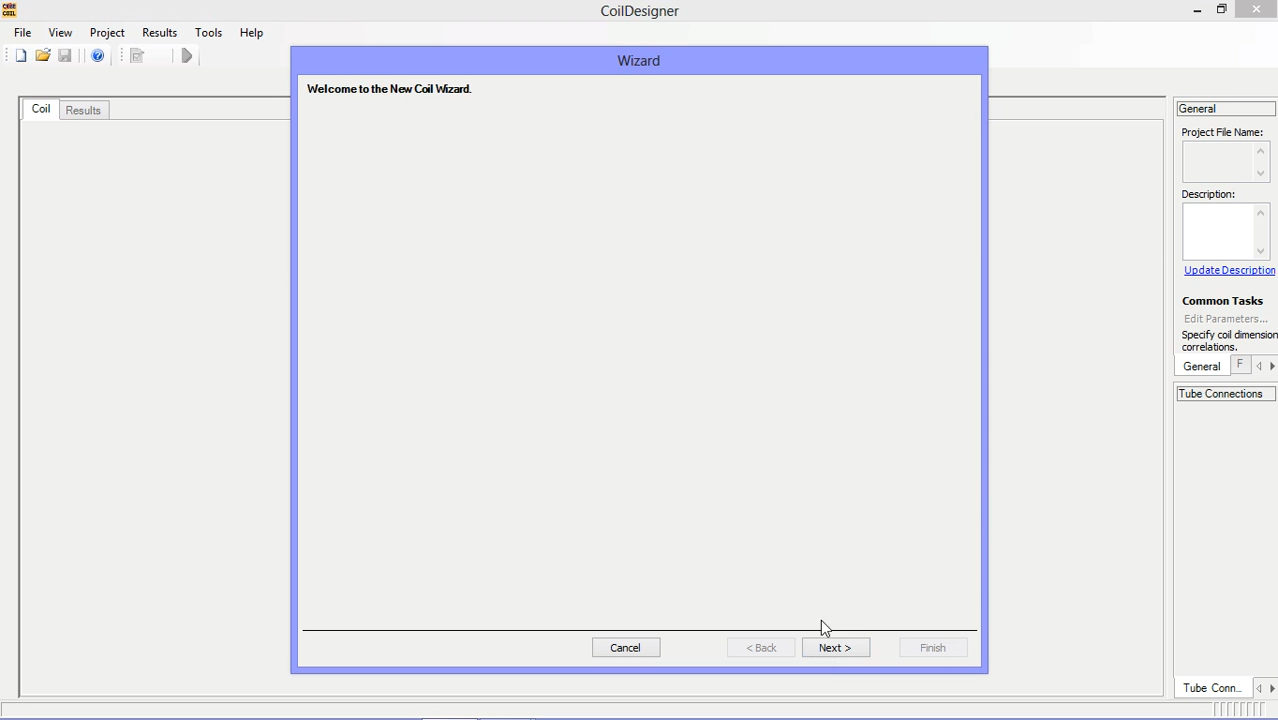 CoilDesigner
File View Project Results Tools Help
Wizard
Welcome to the New Coil Wizard.
Coil Results
General
Project File Name:
Description:
Update Description
Common Tasks
Edit Parameters...
Specify coil dimension
correlations.
General F
Tube Connections
Cancel < Back Next > Finish
Tube Conn...